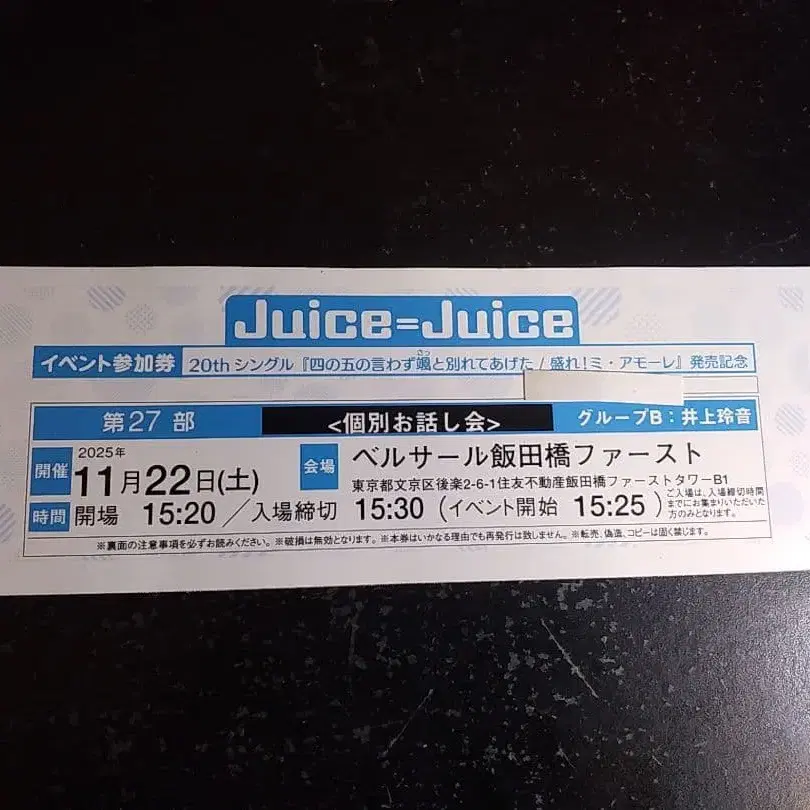 Juice=Juice
イベント参加券 20thシングル『四の五の言わず颯と別れてあげた / 盛れ!ミ・アモーレ』発売記念
さっ
第27部 <個別お話し会> グループB：井上玲音
開催 2025年 11月22日(土) 会場 ベルサール飯田橋ファースト
東京都文京区後楽2-6-1住友不動産飯田橋ファーストタワーB1
時間 開場 15:20 ／入場締切 15:30 (イベント開始 15:25 ) ご入場は、入場締切時間
までにお集まりいただいた
方のみとなります。
※裏面の注意事項を必ずお読みください。※破損は無効となります。※本券はいかなる理由でも再発行は致しません。※転売、偽造、コピーは固く禁じます。